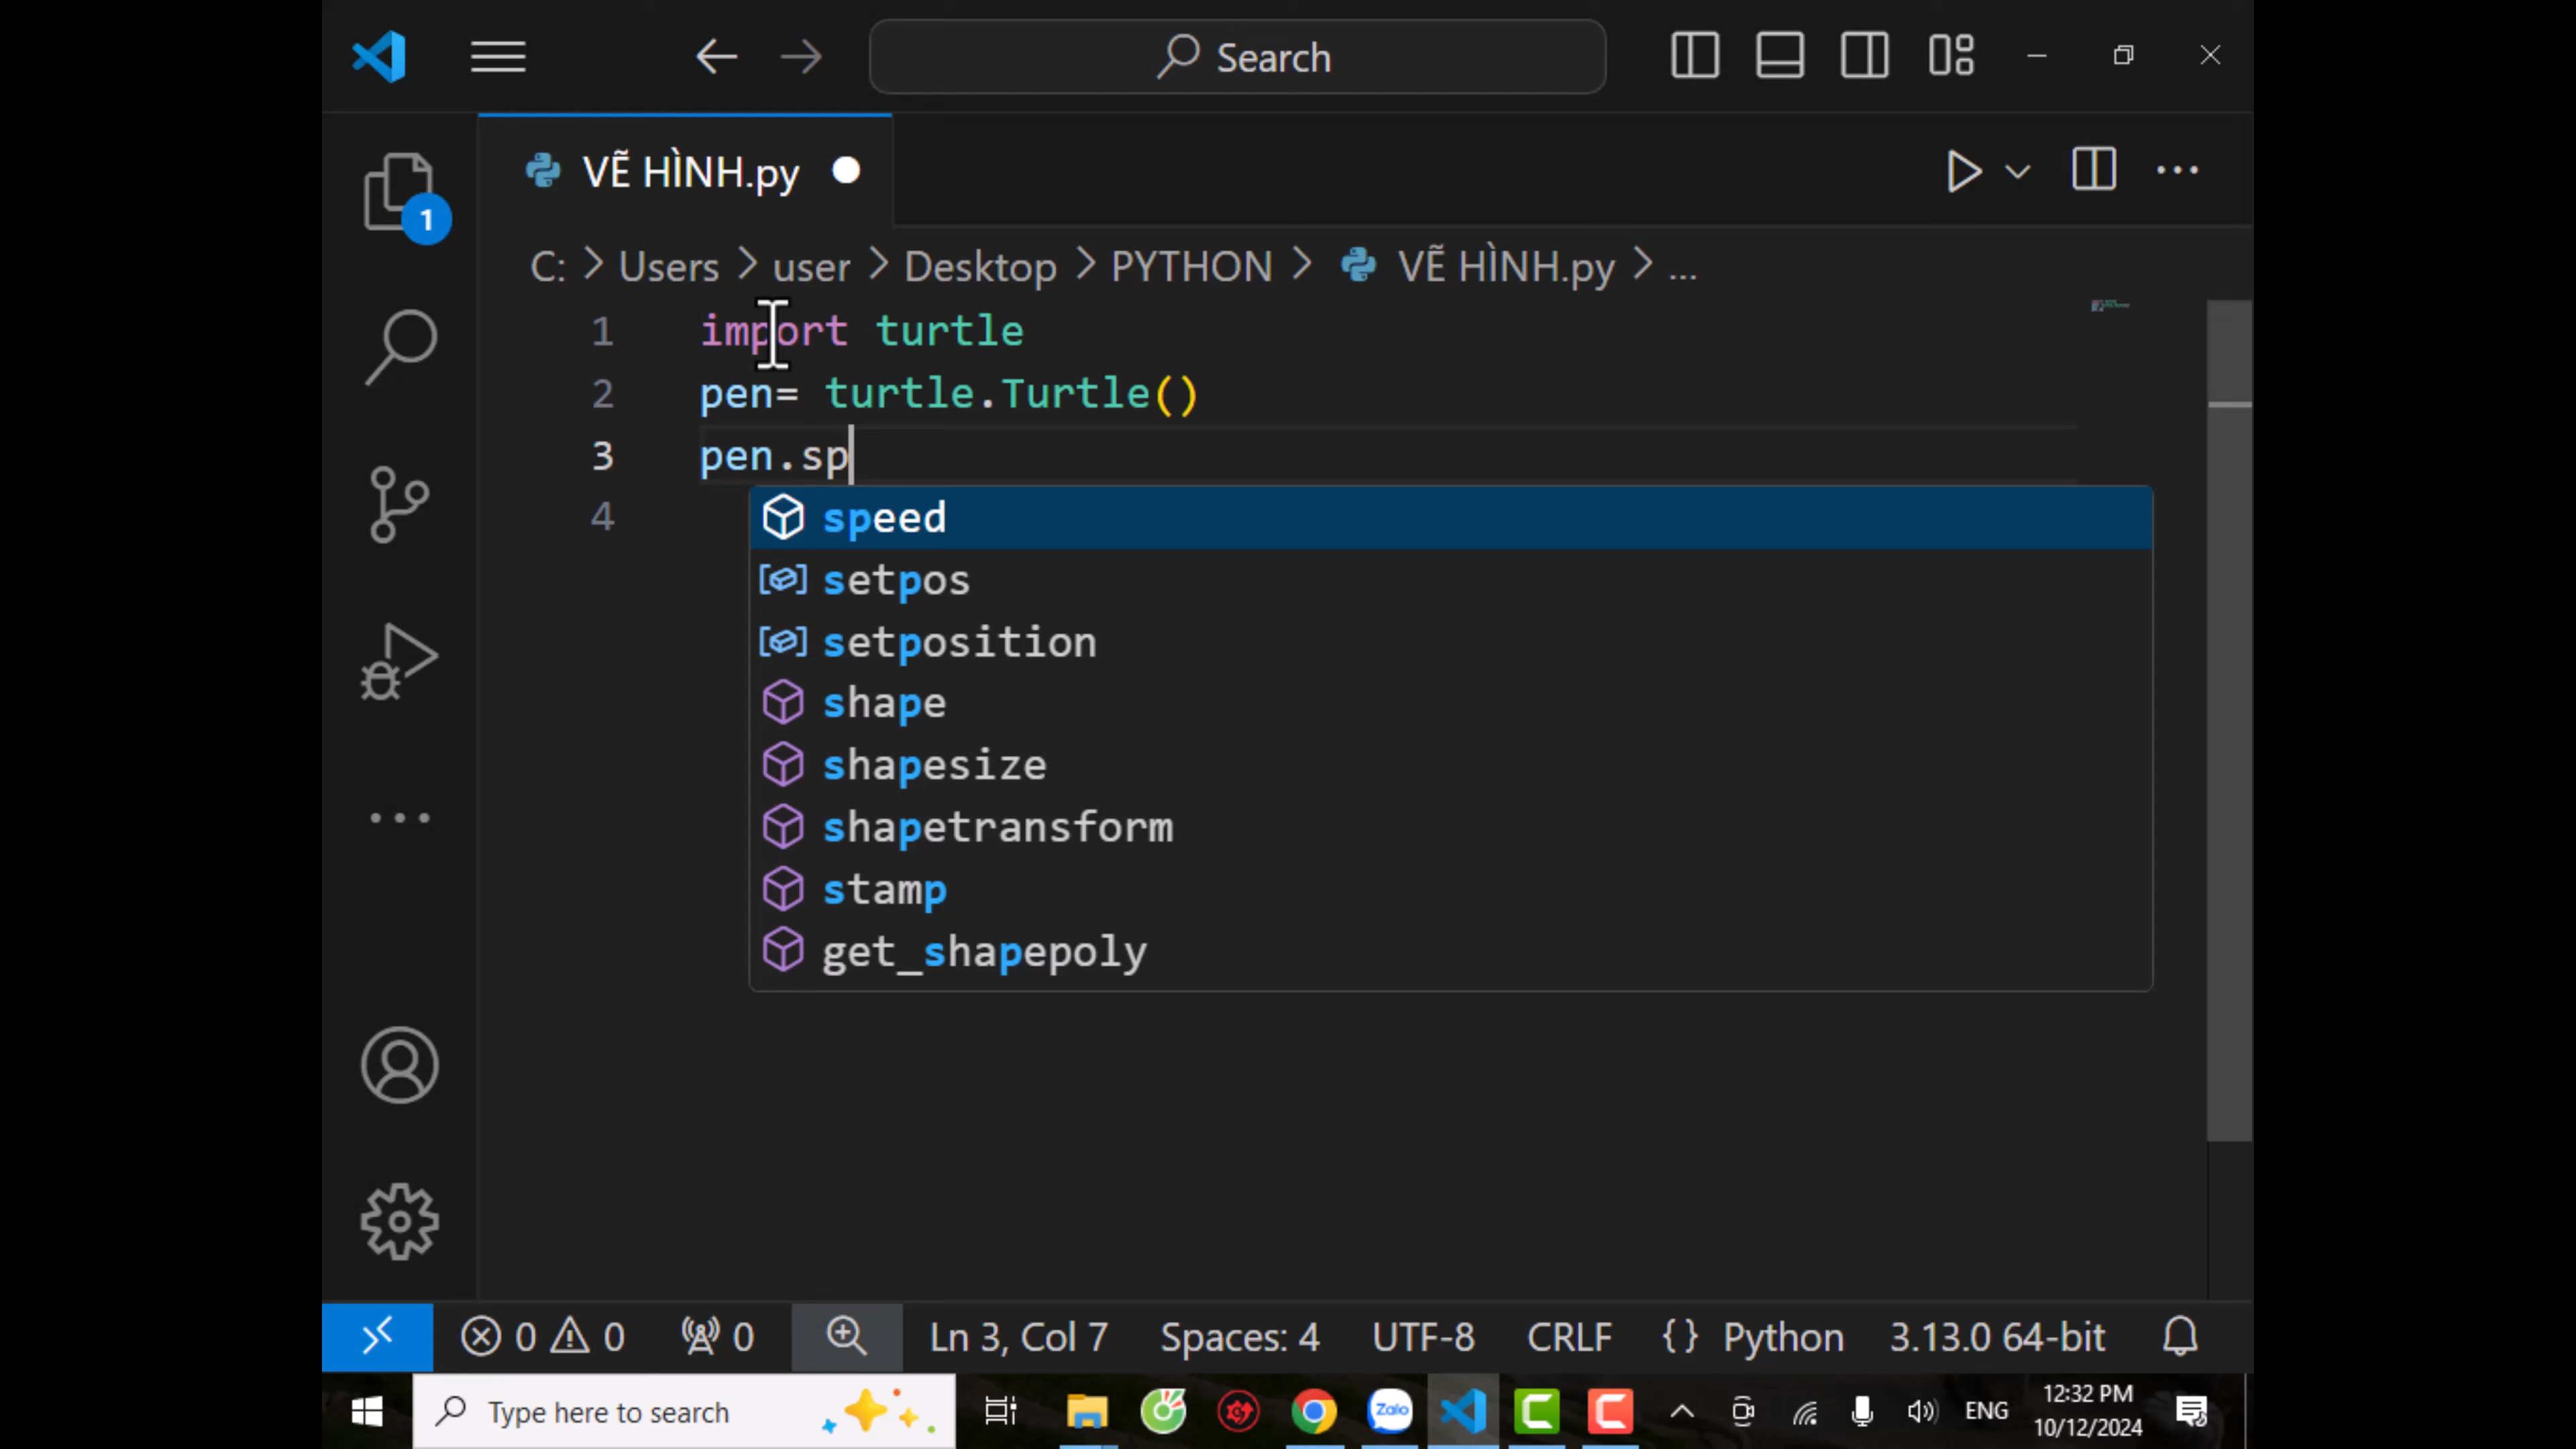 Search
1
VẼ HÌNH.py
C: > Users > user > Desktop > PYTHON > VẼ HÌNH.py > ...
1 import turtle
2 pen= turtle.Turtle()
3 pen.sp
4
speed
setpos
setposition
shape
shapesize
shapetransform
stamp
get_shapepoly
0 0 0 Ln 3, Col 7 Spaces: 4 UTF-8 CRLF {} Python 3.13.0 64-bit
Type here to search Zalo ENG 12:32 PM
10/12/2024